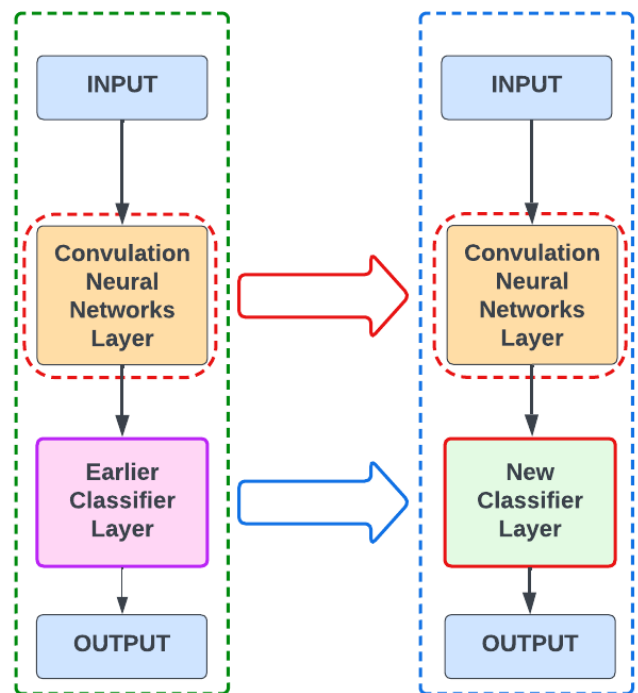 INPUT
Convulation
Neural
Networks
Layer
Earlier
Classifier
Layer
OUTPUT
INPUT
Convulation
Neural
Networks
Layer
New
Classifier
Layer
OUTPUT